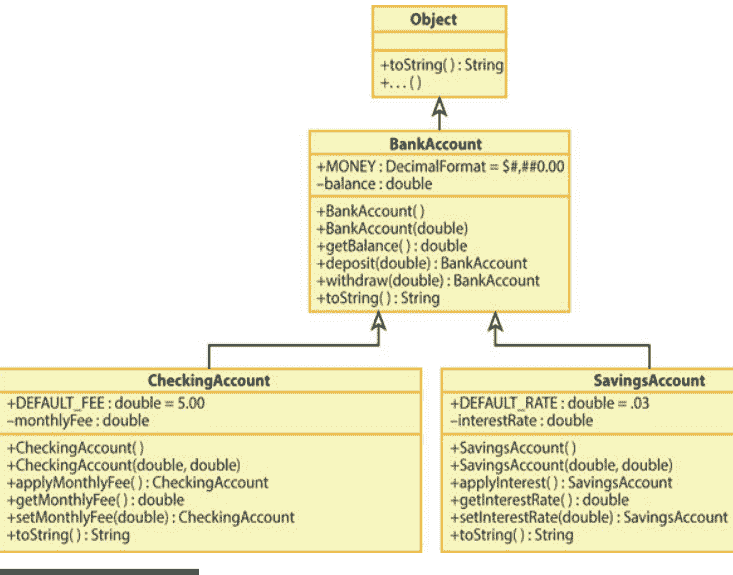 Object
+toString( ) : String
+. . . ( )
BankAccount
+MONEY : DecimalFormat = $#,##0.00
–balance : double
+BankAccount( )
+BankAccount(double)
+getBalance( ) : double
+deposit(double) : BankAccount
+withdraw(double) : BankAccount
+toString( ) : String
CheckingAccount
+DEFAULT_FEE : double = 5.00
–monthlyFee : double
+CheckingAccount( )
+CheckingAccount(double, double)
+applyMonthlyFee( ) : CheckingAccount
+getMonthlyFee( ) : double
+setMonthlyFee(double) : CheckingAccount
+toString( ) : String
SavingsAccount
+DEFAULT_RATE : double = .03
–interestRate : double
+SavingsAccount( )
+SavingsAccount(double, double)
+applyInterest( ) : SavingsAccount
+getInterestRate( ) : double
+setInterestRate(double) : SavingsAccount
+toString( ) : String